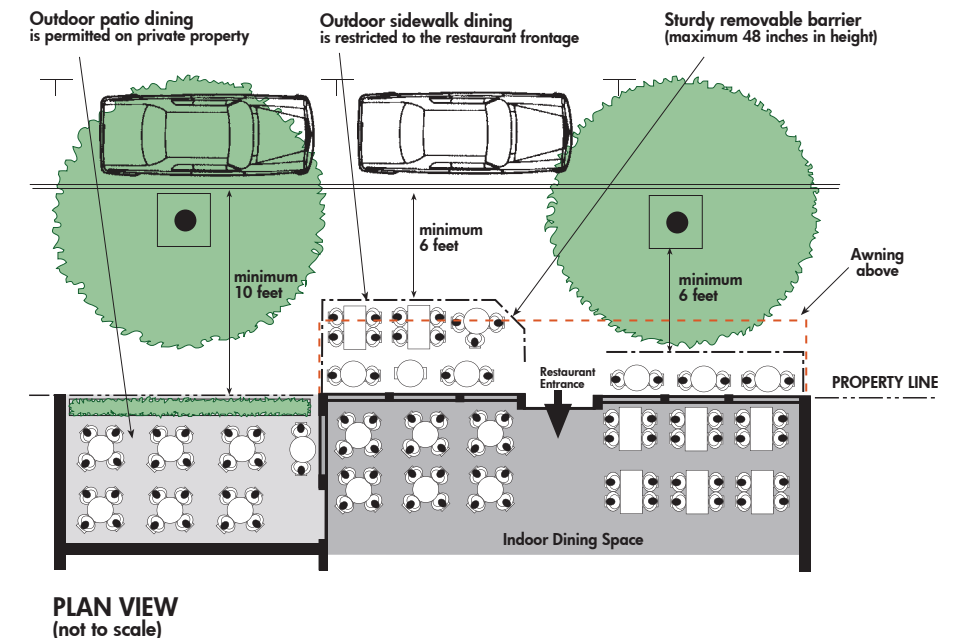 Outdoor patio dining
is permitted on private property
Outdoor sidewalk dining
is restricted to the restaurant frontage
Sturdy removable barrier
(maximum 48 inches in height)
minimum
6 feet
minimum
10 feet
minimum
6 feet
Awning
above
Restaurant
Entrance
PROPERTY LINE
Indoor Dining Space
PLAN VIEW
(not to scale)